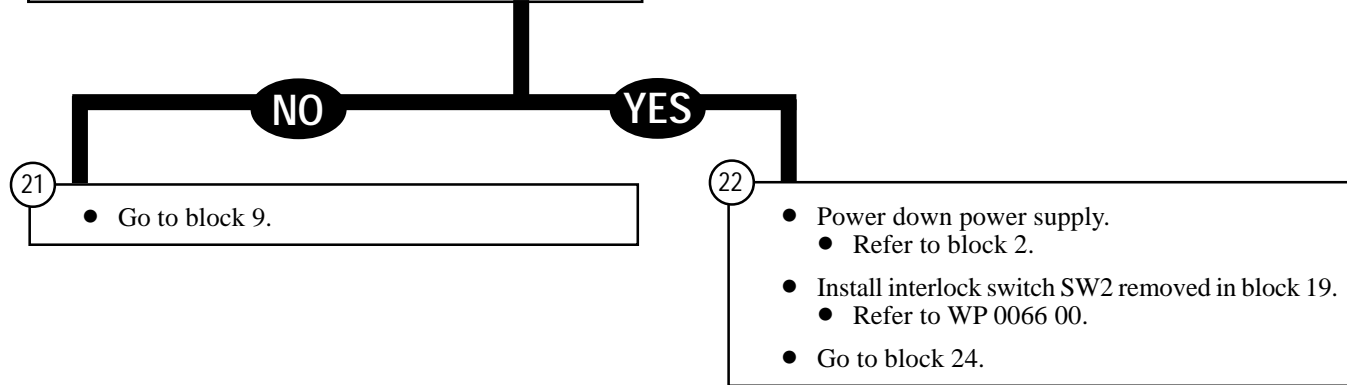 NO
YES
21
● Go to block 9.
22
● Power down power supply.
● Refer to block 2.
● Install interlock switch SW2 removed in block 19.
● Refer to WP 0066 00.
● Go to block 24.